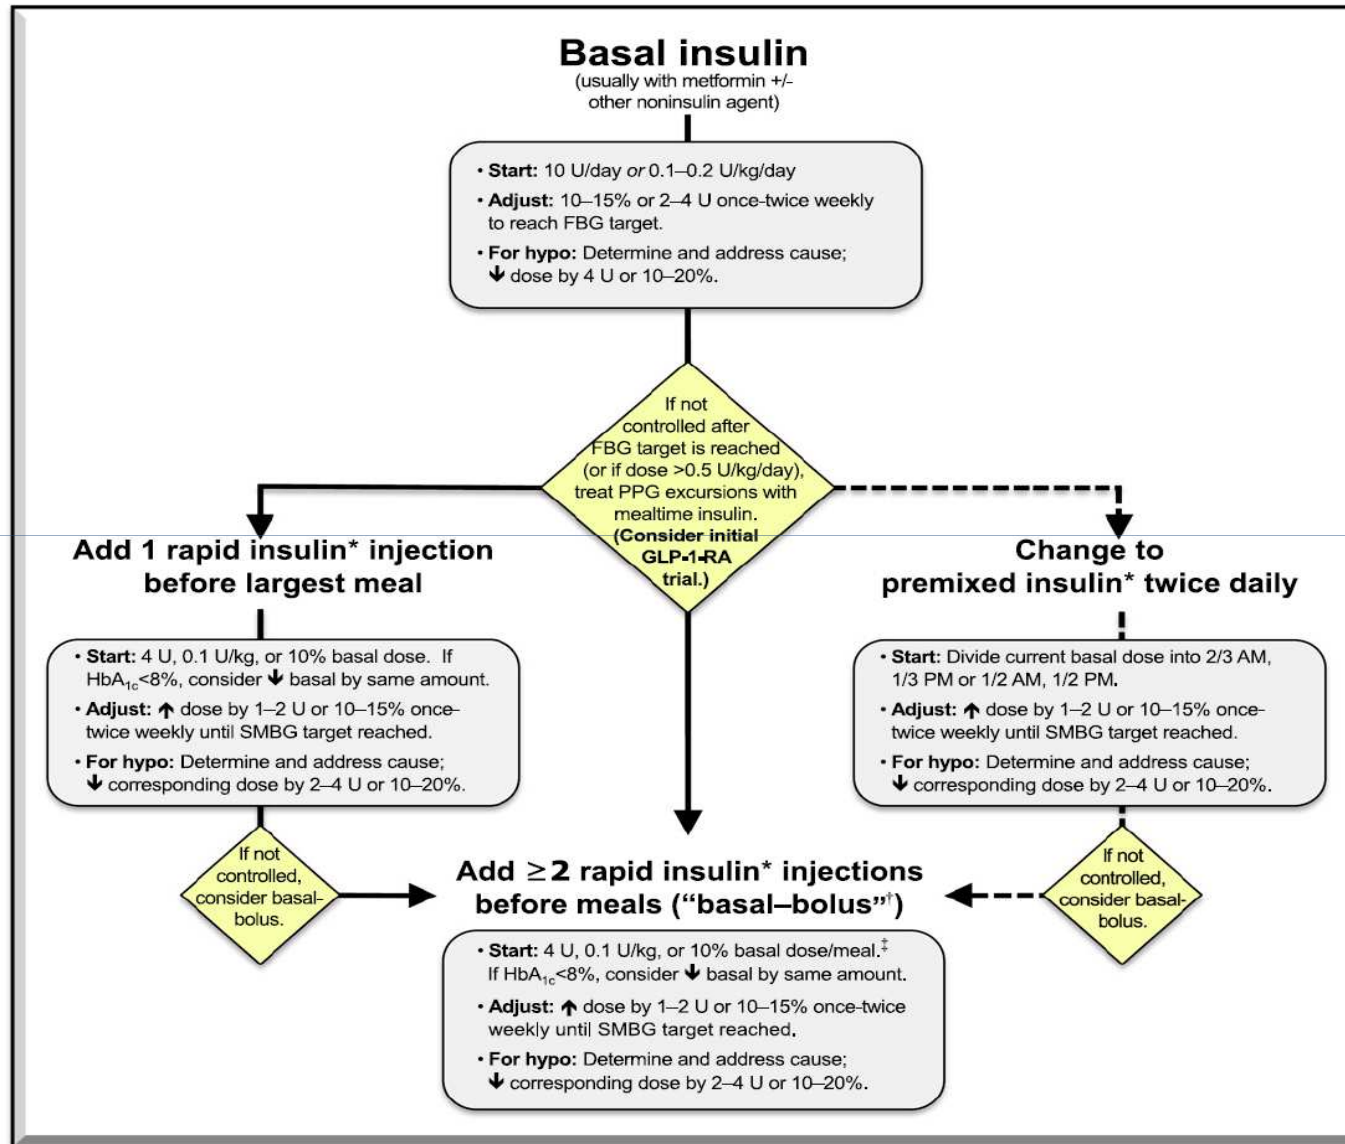 Basal insulin
(usually with metformin +/-
other noninsulin agent)
• Start: 10 U/day or 0.1–0.2 U/kg/day
• Adjust: 10–15% or 2–4 U once-twice weekly
to reach FBG target.
• For hypo: Determine and address cause;
↓ dose by 4 U or 10–20%.
If not
controlled after
FBG target is reached
(or if dose >0.5 U/kg/day),
treat PPG excursions with
mealtime insulin.
(Consider initial
GLP-1-RA
trial.)
Add 1 rapid insulin* injection
before largest meal
• Start: 4 U, 0.1 U/kg, or 10% basal dose. If
HbA1c<8%, consider ↓ basal by same amount.
• Adjust: ↑ dose by 1–2 U or 10–15% once-
twice weekly until SMBG target reached.
• For hypo: Determine and address cause;
↓ corresponding dose by 2–4 U or 10–20%.
If not
controlled,
consider basal-
bolus.
Change to
premixed insulin* twice daily
• Start: Divide current basal dose into 2/3 AM,
1/3 PM or 1/2 AM, 1/2 PM.
• Adjust: ↑ dose by 1–2 U or 10–15% once-
twice weekly until SMBG target reached.
• For hypo: Determine and address cause;
↓ corresponding dose by 2–4 U or 10–20%.
If not
controlled,
consider basal-
bolus.
Add ≥2 rapid insulin* injections
before meals (“basal–bolus”†)
• Start: 4 U, 0.1 U/kg, or 10% basal dose/meal.‡
If HbA1c<8%, consider ↓ basal by same amount.
• Adjust: ↑ dose by 1–2 U or 10–15% once-twice
weekly until SMBG target reached.
• For hypo: Determine and address cause;
↓ corresponding dose by 2–4 U or 10–20%.